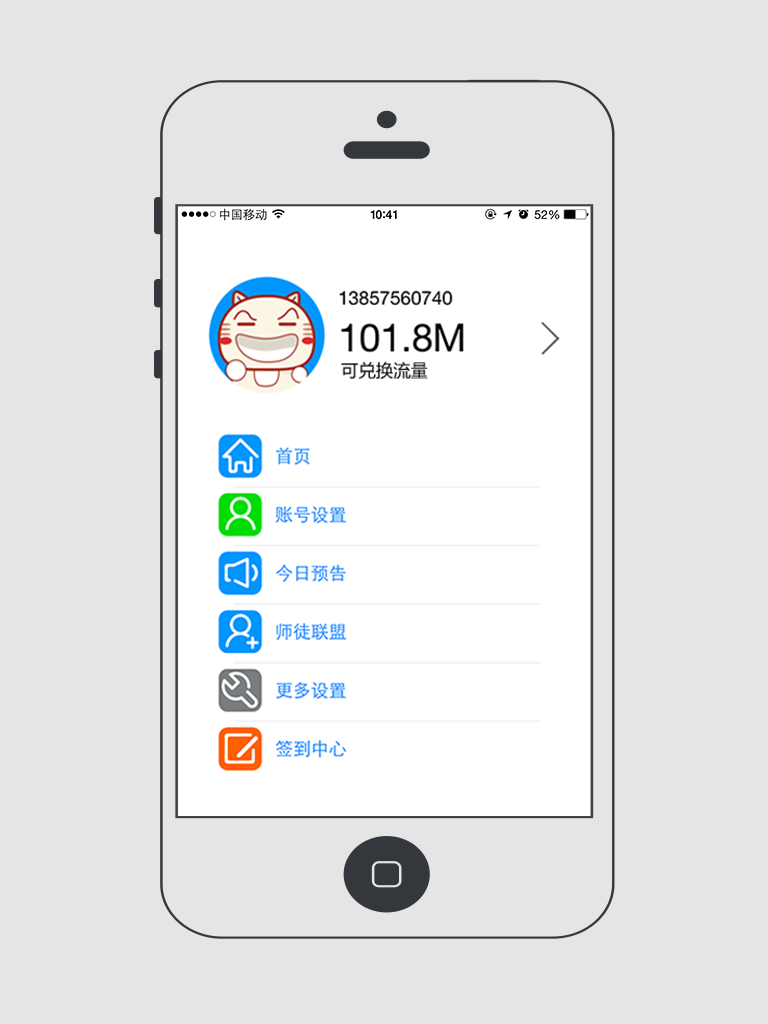 中国移动
10:41
52%
13857560740
101.8M
可兑换流量
首页
账号设置
今日预告
师徒联盟
更多设置
签到中心